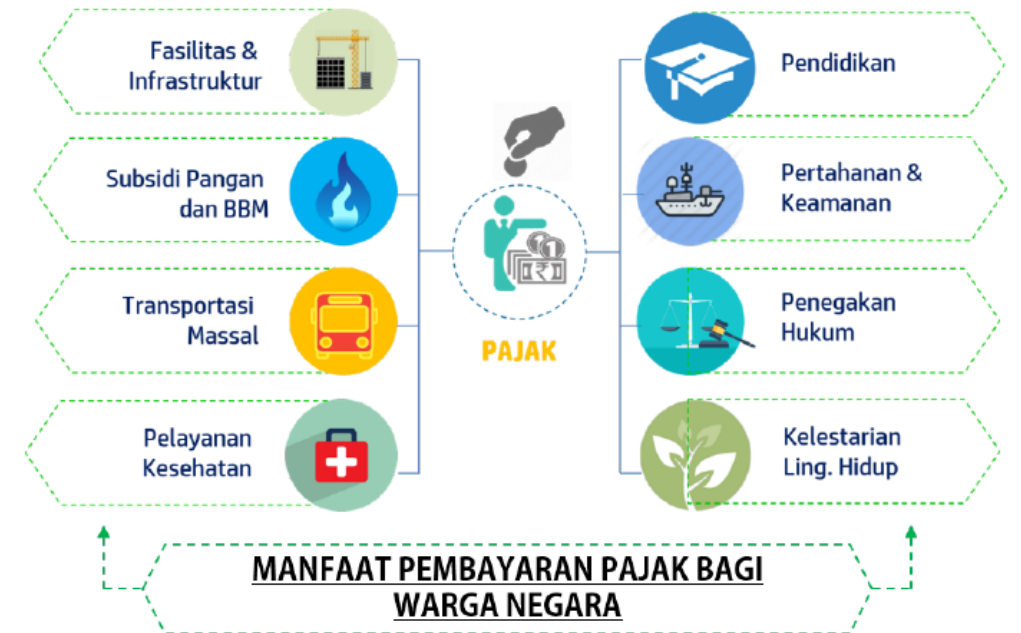 Fasilitas &
Infrastruktur
Subsidi Pangan
dan BBM
Transportasi
Massal
Pelayanan
Kesehatan
PAJAK
Pendidikan
Pertahanan &
Keamanan
Penegakan
Hukum
Kelestarian
Ling. Hidup
MANFAAT PEMBAYARAN PAJAK BAGI
WARGA NEGARA